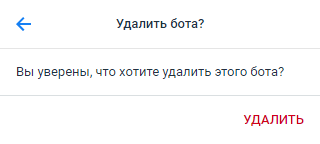 Удалить бота?
Вы уверены, что хотите удалить этого бота?
УДАЛИТЬ